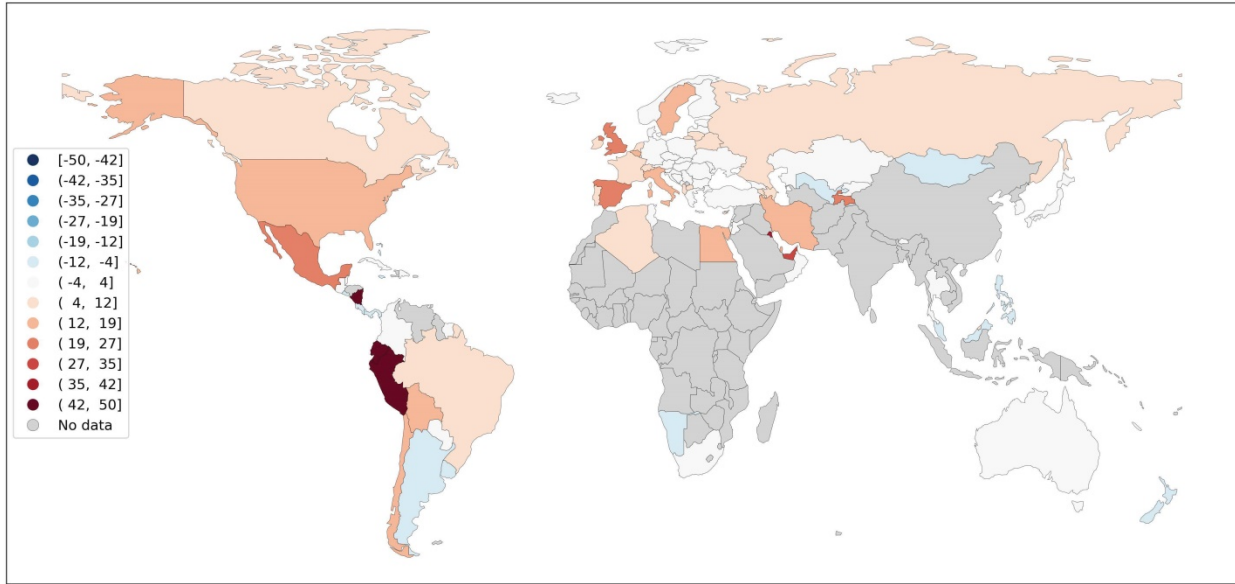 [-50, -42]
(-42, -35]
(-35, -27]
(-27, -19]
(-19, -12]
(-12, -4]
(-4, 4]
( 4, 12]
( 12, 19]
( 19, 27]
( 27, 35]
( 35, 42]
( 42, 50]
No data